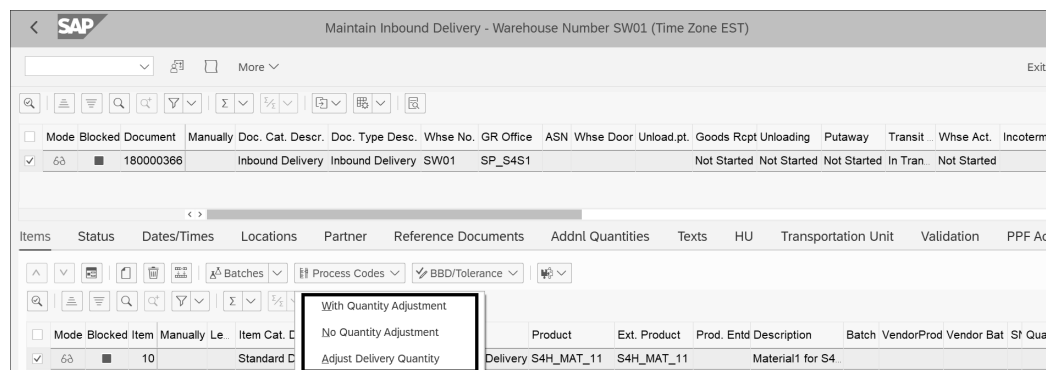 SAP Maintain Inbound Delivery - Warehouse Number SW01 (Time Zone EST)
More Exit
Mode Blocked Document Manually Doc. Cat. Descr. Doc. Type Desc. Whse No. GR Office ASN Whse Door Unload.pt. Goods Rcpt Unloading Putaway Transit ... Whse Act. Incoterm
180000366 Inbound Delivery Inbound Delivery SW01 SP_S4S1 Not Started Not Started Not Started In Tran... Not Started
Items Status Dates/Times Locations Partner Reference Documents Addnl Quantities Texts HU Transportation Unit Validation PPF Ac
Batches Process Codes BBD/Tolerance
With Quantity Adjustment
No Quantity Adjustment
Mode Blocked Item Manually Le... Item Cat. D Product Ext. Product Prod. Entd Description Batch VendorProd Vendor Bat SN Qua
10 Standard D Adjust Delivery Quantity Delivery S4H_MAT_11 S4H_MAT_11 Material1 for S4...